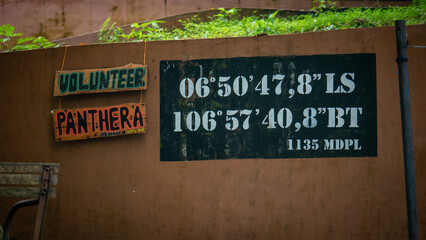 VOLUNTEER
PANTHERA
06°50'47,8"LS
106°57'40,8"BT
1135 MDPL